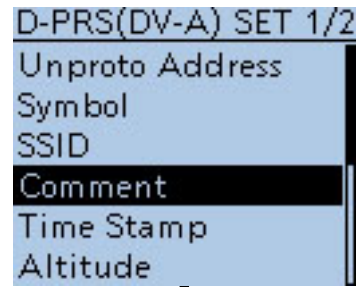 D-PRS(DV-A) SET 1/2
Unproto Address
Symbol
SSID
Comment
Time Stamp
Altitude